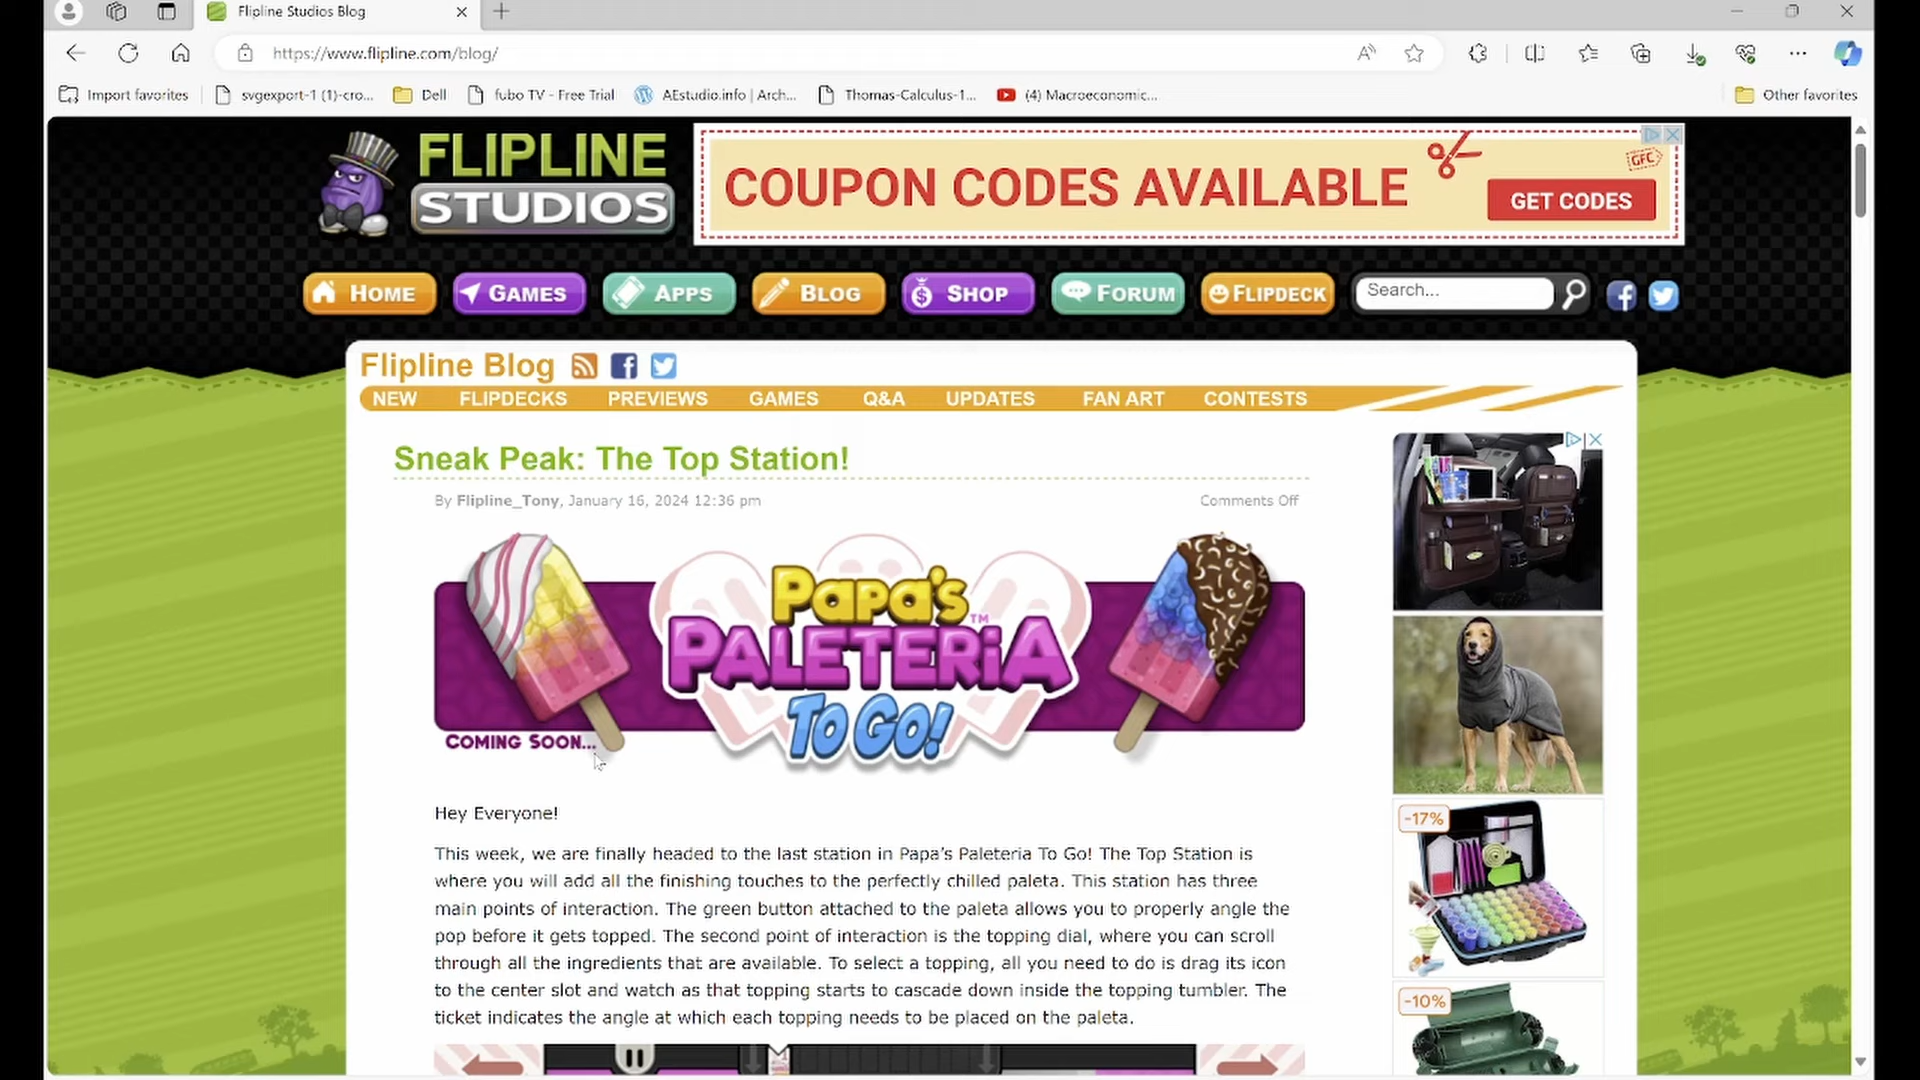 Flipline Studios Blog
https://www.flipline.com/blog/
Import favorites
svgexport-1 (1)-cro...
Dell
fubo TV - Free Trial
AEstudio.info | Arch...
Thomas-Calculus-1...
(4) Macroeconomic...
Other favorites
FLIPLINE
STUDIOS
COUPON CODES AVAILABLE
GFC
GET CODES
HOME
GAMES
APPS
BLOG
SHOP
FORUM
FLIPDECK
Search...
Flipline Blog
NEW
FLIPDECKS
PREVIEWS
GAMES
Q&A
UPDATES
FAN ART
CONTESTS
Sneak Peak: The Top Station!
By Flipline_Tony, January 16, 2024 12:36 pm
Comments Off
Papa's
PALETERiA™
To Go!
COMING SOON...
Hey Everyone!
This week, we are finally headed to the last station in Papa's Paleteria To Go! The Top Station is
where you will add all the finishing touches to the perfectly chilled paleta. This station has three
main points of interaction. The green button attached to the paleta allows you to properly angle the
pop before it gets topped. The second point of interaction is the topping dial, where you can scroll
through all the ingredients that are available. To select a topping, all you need to do is drag its icon
to the center slot and watch as that topping starts to cascade down inside the topping tumbler. The
ticket indicates the angle at which each topping needs to be placed on the paleta.
-17%
-10%